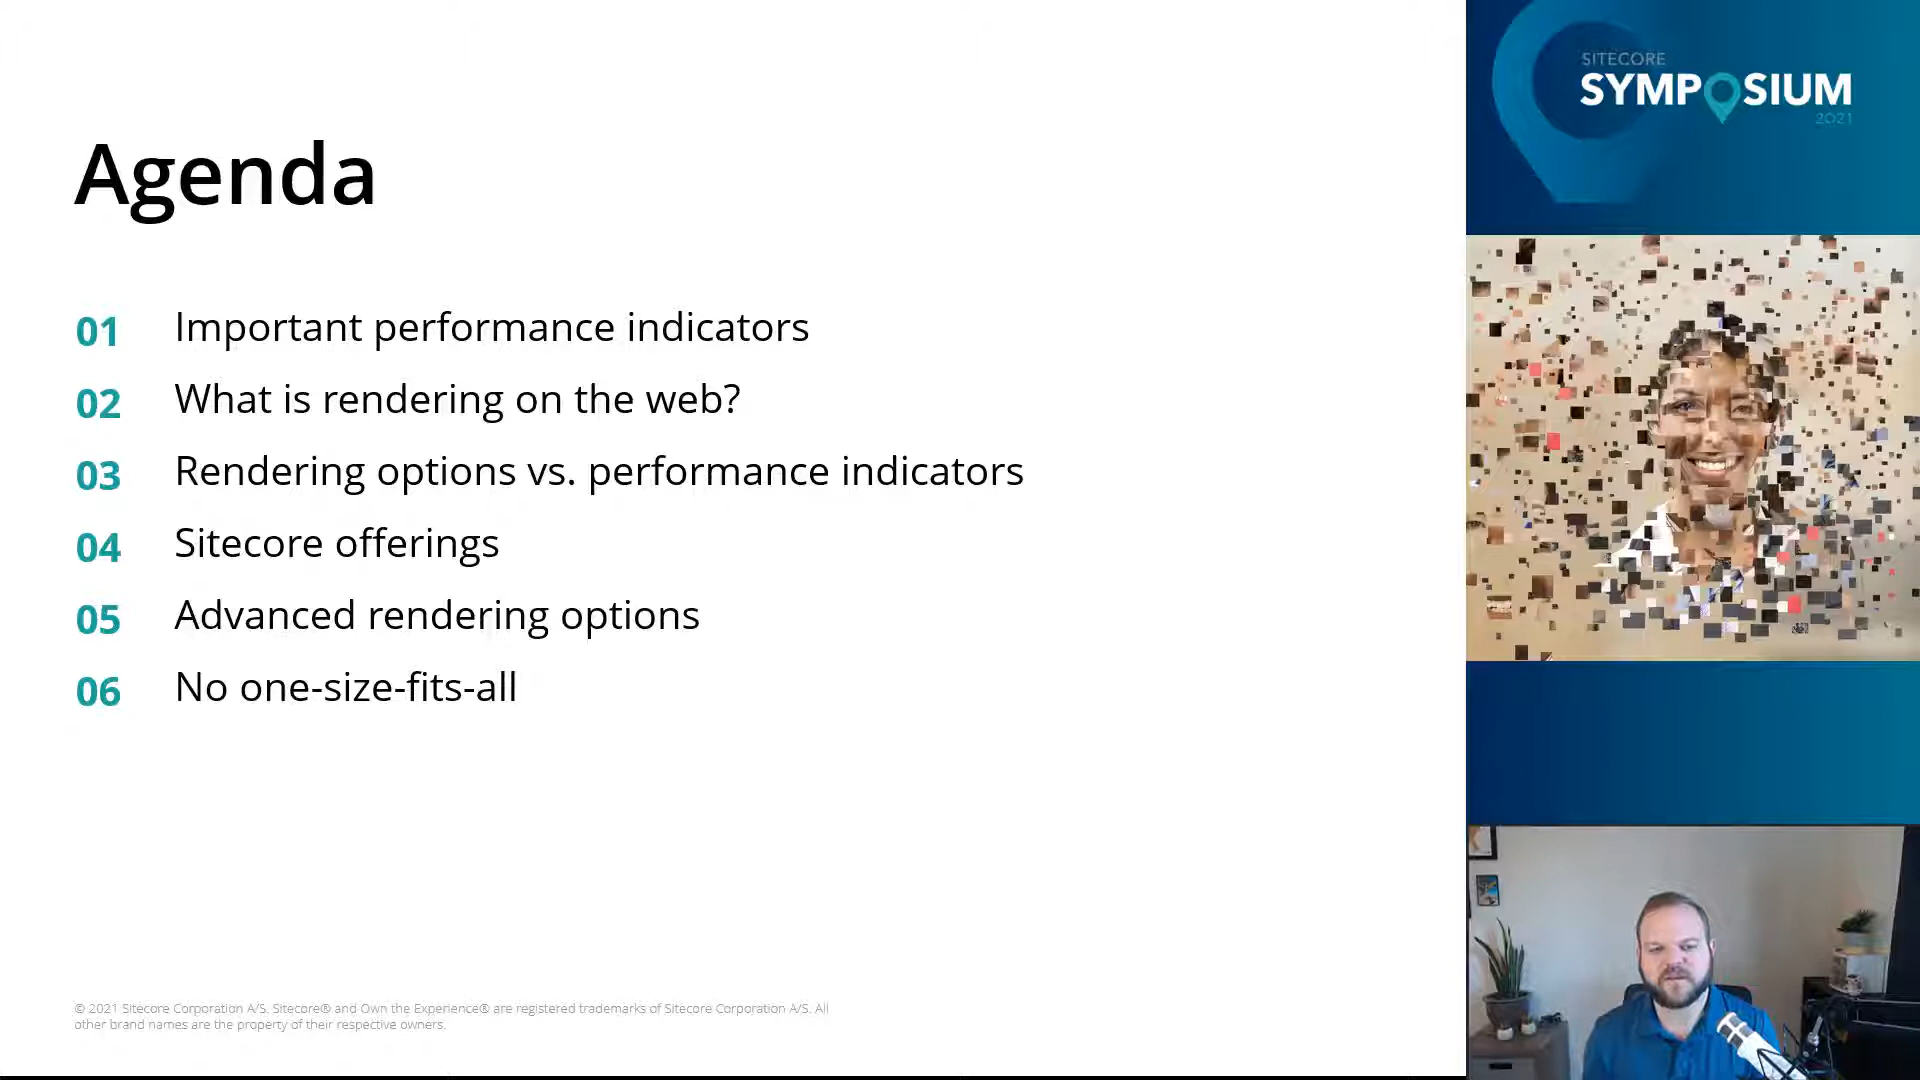 Agenda
01 Important performance indicators
02 What is rendering on the web?
03 Rendering options vs. performance indicators
04 Sitecore offerings
05 Advanced rendering options
06 No one-size-fits-all
© 2021 Sitecore Corporation A/S. Sitecore® and Own the Experience® are registered trademarks of Sitecore Corporation A/S. All
other brand names are the property of their respective owners.
SITECORE
SYMPOSIUM
2021